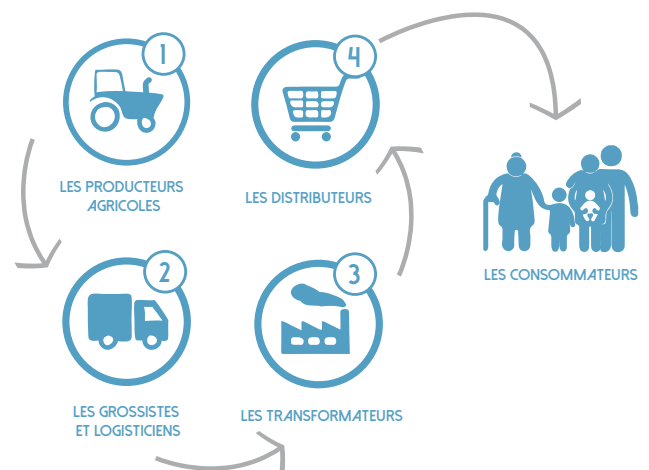 1
LES PRODUCTEURS
AGRICOLES
2
LES GROSSISTES
ET LOGISTICIENS
3
LES TRANSFORMATEURS
4
LES DISTRIBUTEURS
LES CONSOMMATEURS